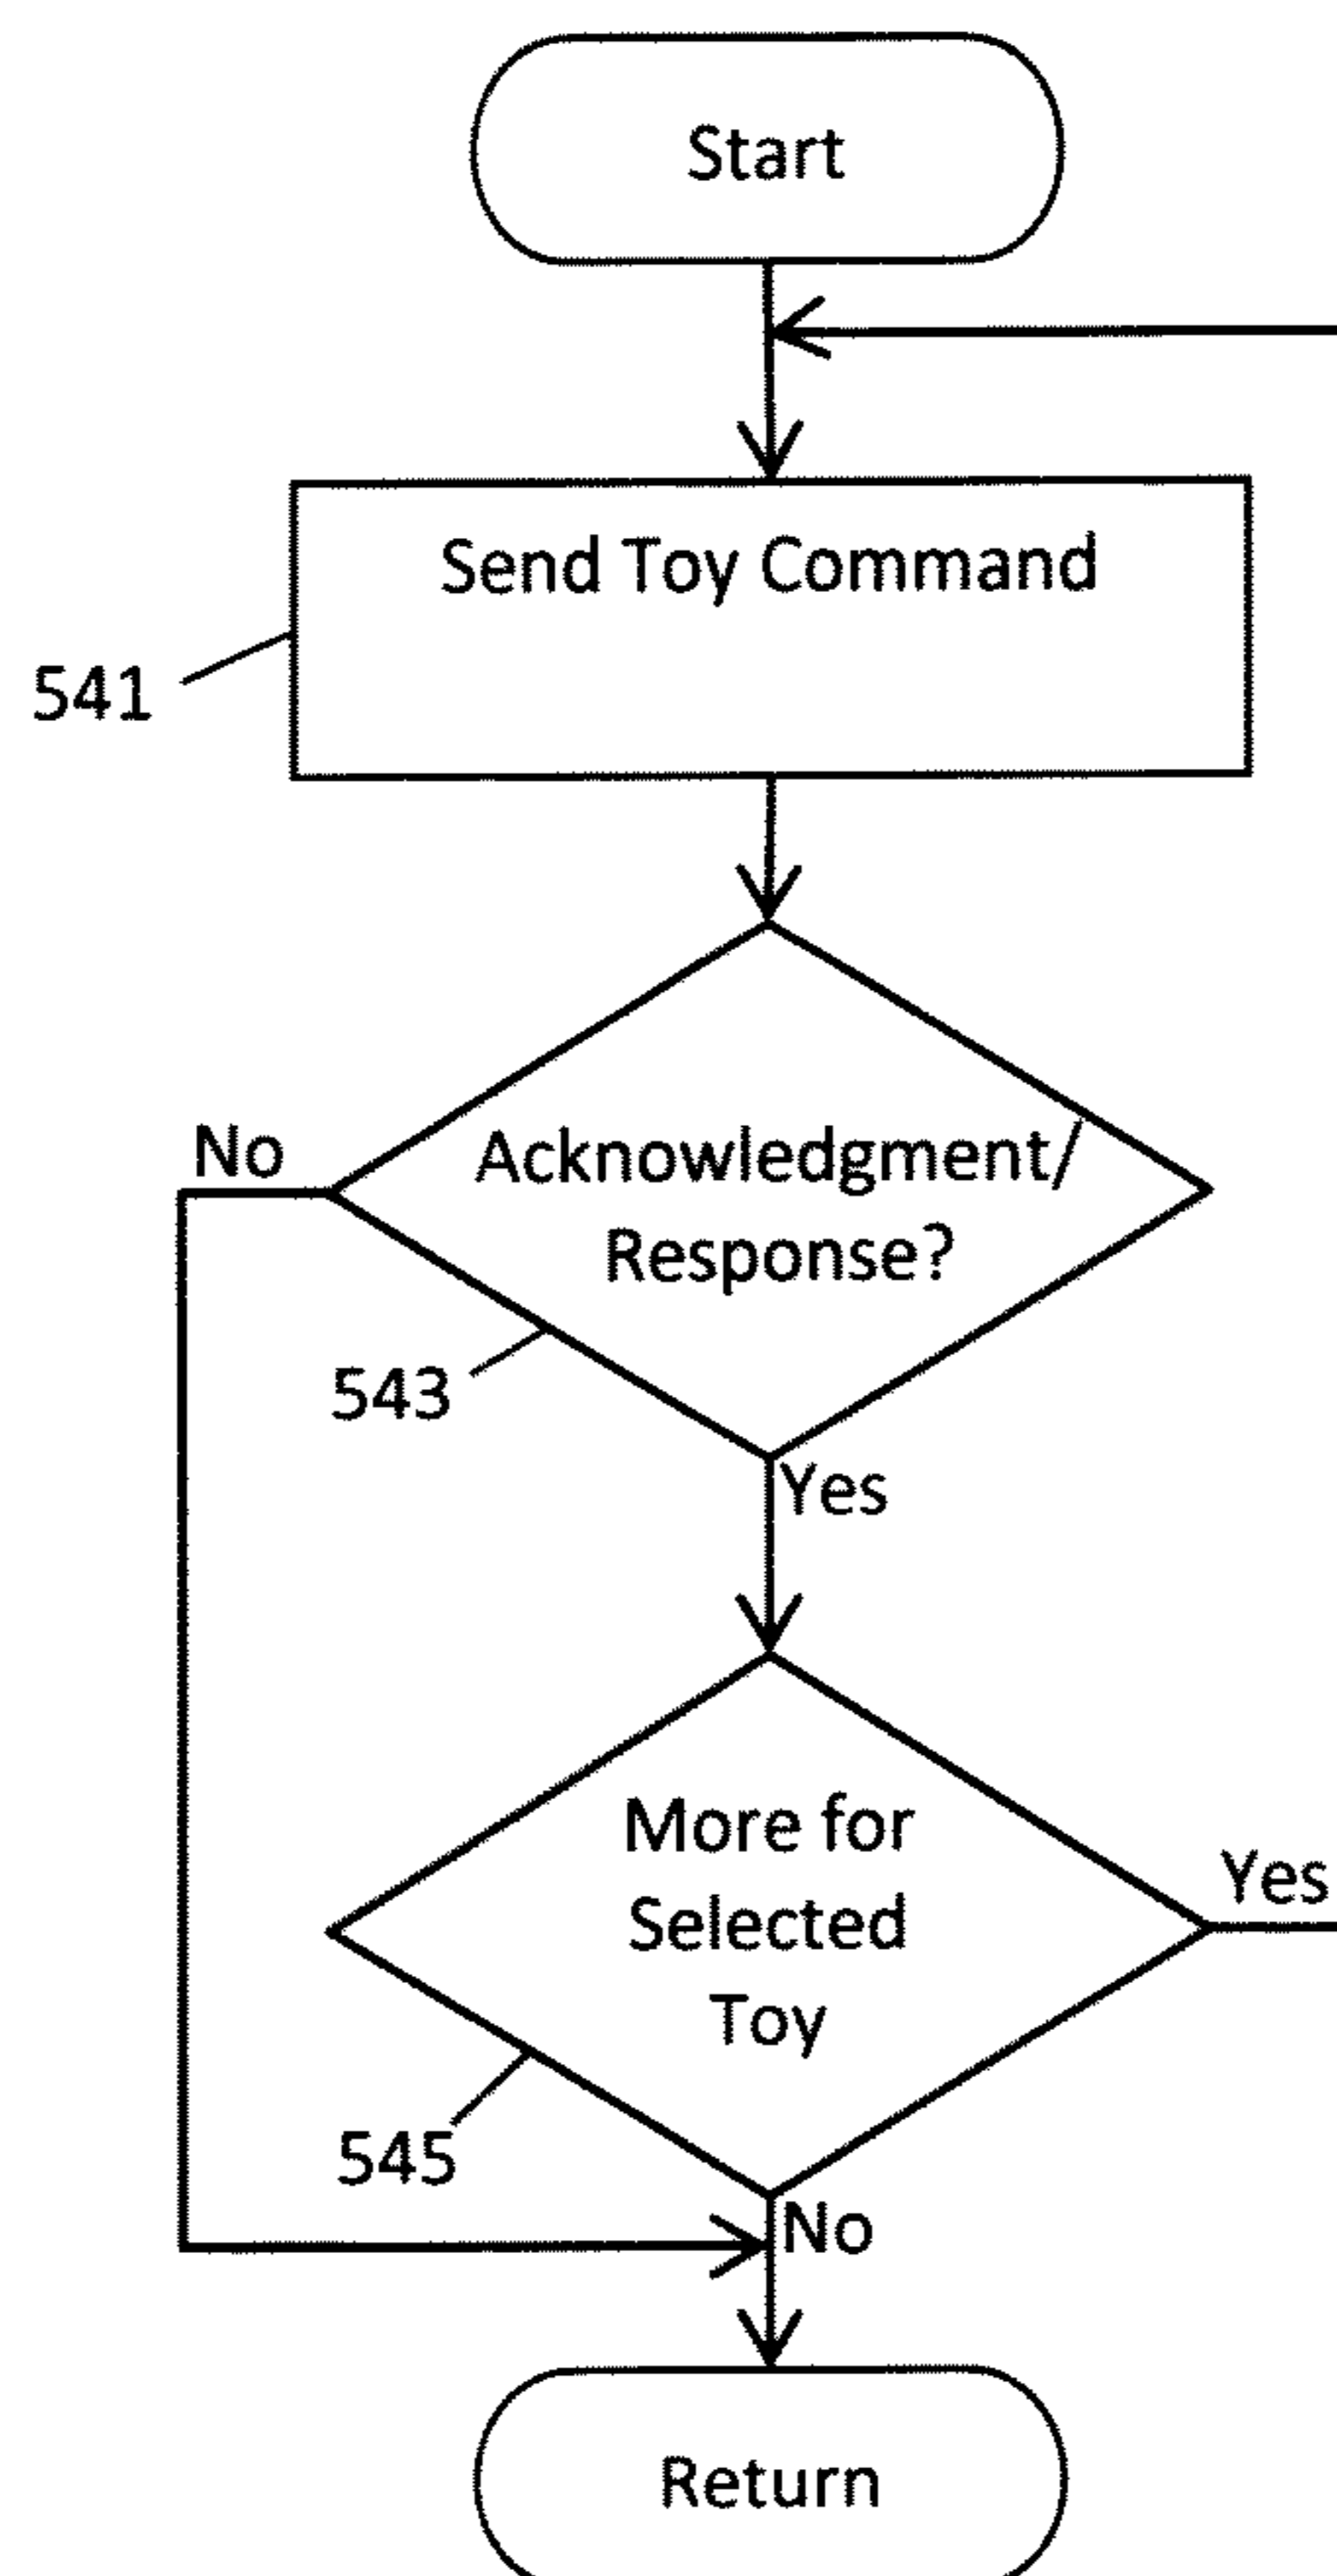 Start
Send Toy Command
541
No
Acknowledgment/
Response?
543
Yes
More for
Selected
Toy
Yes
545
No
Return